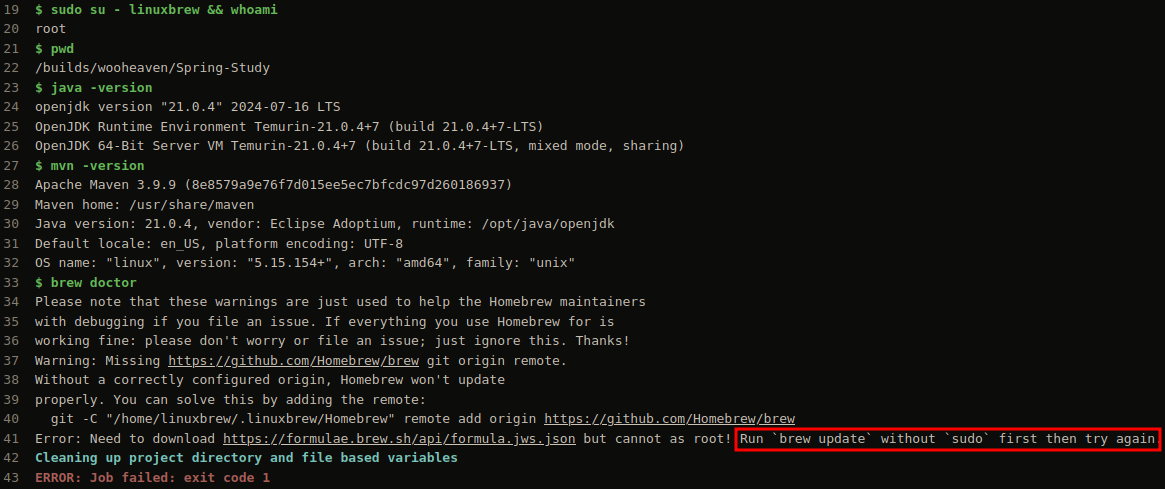 19 $ sudo su - linuxbrew && whoami
20 root
21 $ pwd
22 /builds/wooheaven/Spring-Study
23 $ java -version
24 openjdk version "21.0.4" 2024-07-16 LTS
25 OpenJDK Runtime Environment Temurin-21.0.4+7 (build 21.0.4+7-LTS)
26 OpenJDK 64-Bit Server VM Temurin-21.0.4+7 (build 21.0.4+7-LTS, mixed mode, sharing)
27 $ mvn -version
28 Apache Maven 3.9.9 (8e8579a9e76f7d015ee5ec7bfcdc97d260186937)
29 Maven home: /usr/share/maven
30 Java version: 21.0.4, vendor: Eclipse Adoptium, runtime: /opt/java/openjdk
31 Default locale: en_US, platform encoding: UTF-8
32 OS name: "linux", version: "5.15.154+", arch: "amd64", family: "unix"
33 $ brew doctor
34 Please note that these warnings are just used to help the Homebrew maintainers
35 with debugging if you file an issue. If everything you use Homebrew for is
36 working fine: please don't worry or file an issue; just ignore this. Thanks!
37 Warning: Missing https://github.com/Homebrew/brew git origin remote.
38 Without a correctly configured origin, Homebrew won't update
39 properly. You can solve this by adding the remote:
40   git -C "/home/linuxbrew/.linuxbrew/Homebrew" remote add origin https://github.com/Homebrew/brew
41 Error: Need to download https://formulae.brew.sh/api/formula.jws.json but cannot as root! Run `brew update` without `sudo` first then try again.
42 Cleaning up project directory and file based variables
43 ERROR: Job failed: exit code 1